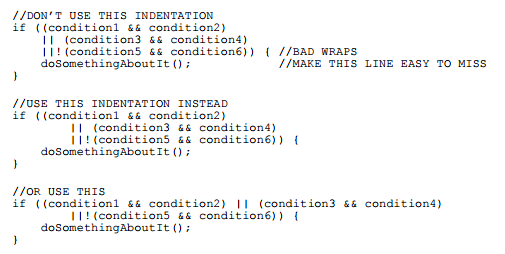 //DON'T USE THIS INDENTATION
if ((condition1 && condition2)
    || (condition3 && condition4)
    ||!(condition5 && condition6)) { //BAD WRAPS
    doSomethingAboutIt();            //MAKE THIS LINE EASY TO MISS
}

//USE THIS INDENTATION INSTEAD
if ((condition1 && condition2)
        || (condition3 && condition4)
        ||!(condition5 && condition6)) {
    doSomethingAboutIt();
}

//OR USE THIS
if ((condition1 && condition2) || (condition3 && condition4)
        ||!(condition5 && condition6)) {
    doSomethingAboutIt();
}